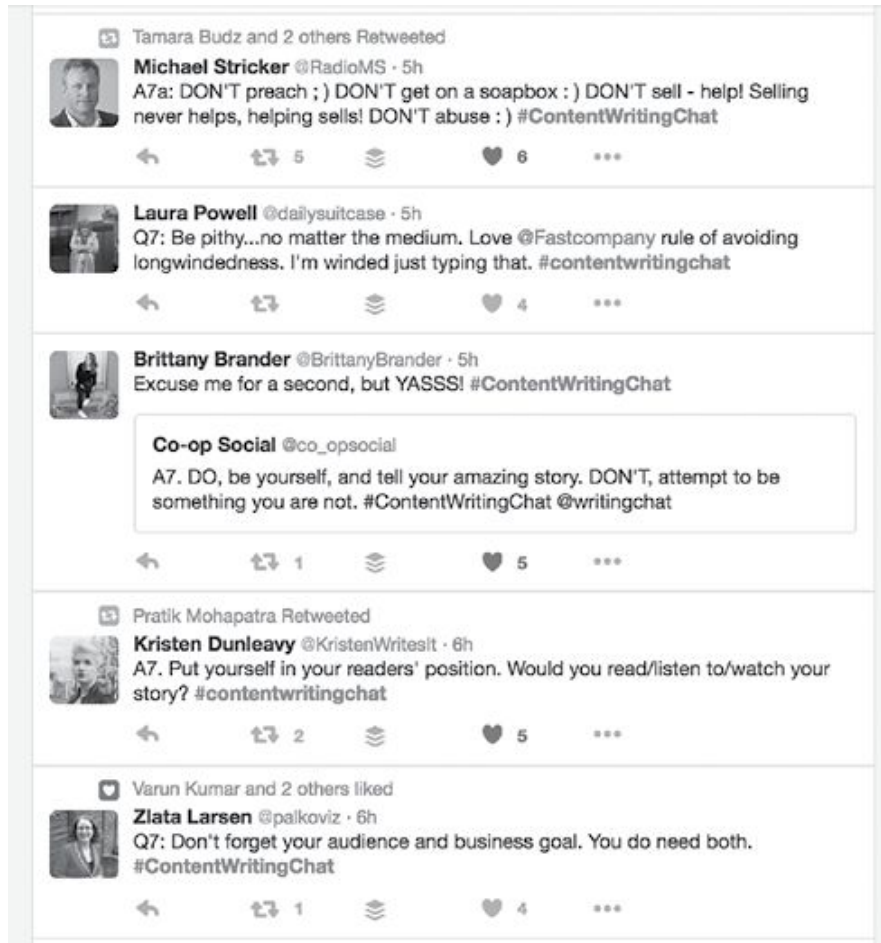 Tamara Budz and 2 others Retweeted
Michael Stricker @RadioMS · 5h
A7a: DON'T preach ; ) DON'T get on a soapbox : ) DON'T sell - help! Selling
never helps, helping sells! DON'T abuse : ) #ContentWritingChat
5 6
Laura Powell @dailysuitcase · 5h
Q7: Be pithy...no matter the medium. Love @Fastcompany rule of avoiding
longwindedness. I'm winded just typing that. #contentwritingchat
4
Brittany Brander @BrittanyBrander · 5h
Excuse me for a second, but YASSS! #ContentWritingChat
Co-op Social @co_opsocial
A7. DO, be yourself, and tell your amazing story. DON'T, attempt to be
something you are not. #ContentWritingChat @writingchat
1 5
Pratik Mohapatra Retweeted
Kristen Dunleavy @KristenWritesIt · 6h
A7. Put yourself in your readers' position. Would you read/listen to/watch your
story? #contentwritingchat
2 5
Varun Kumar and 2 others liked
Zlata Larsen @palkoviz · 6h
Q7: Don't forget your audience and business goal. You do need both.
#ContentWritingChat
1 4